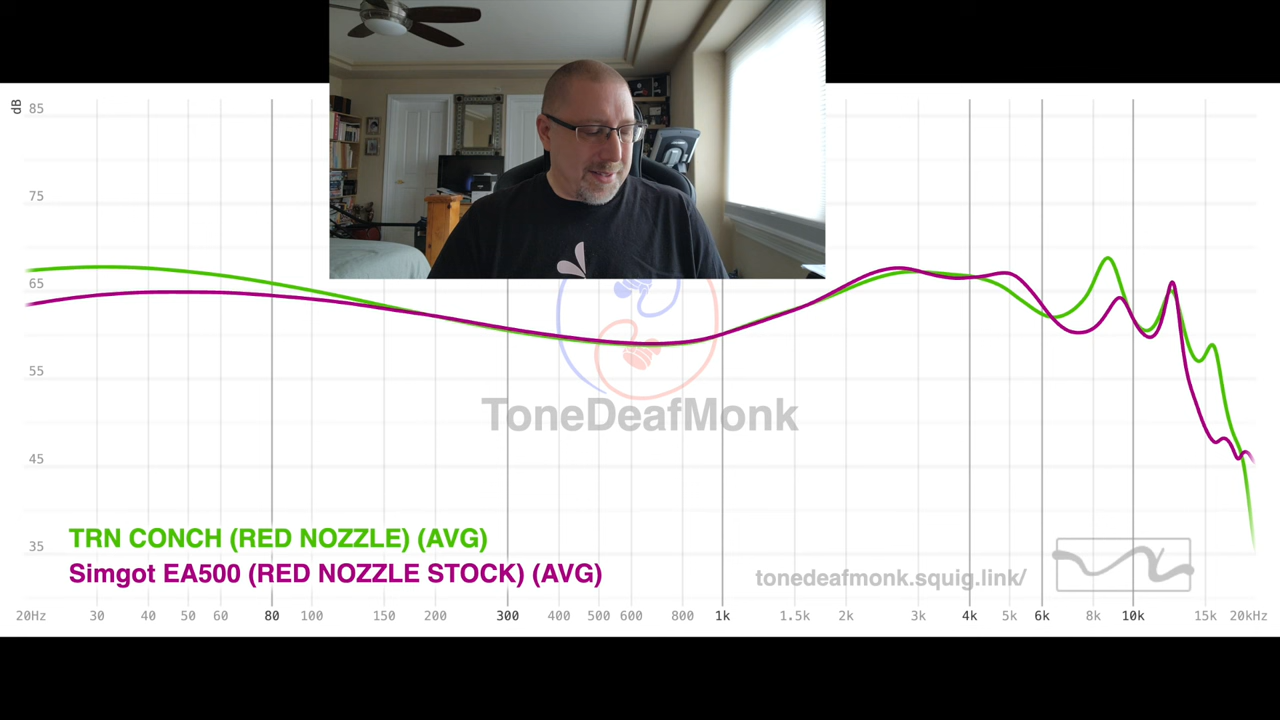 dB
85
75
65
55
45
35
ToneDeafMonk
TRN CONCH (RED NOZZLE) (AVG)
Simgot EA500 (RED NOZZLE STOCK) (AVG)
tonedeafmonk.squig.link/
20Hz 30 40 50 60 80 100 150 200 300 400 500 600 800 1k 1.5k 2k 3k 4k 5k 6k 8k 10k 15k 20kHz